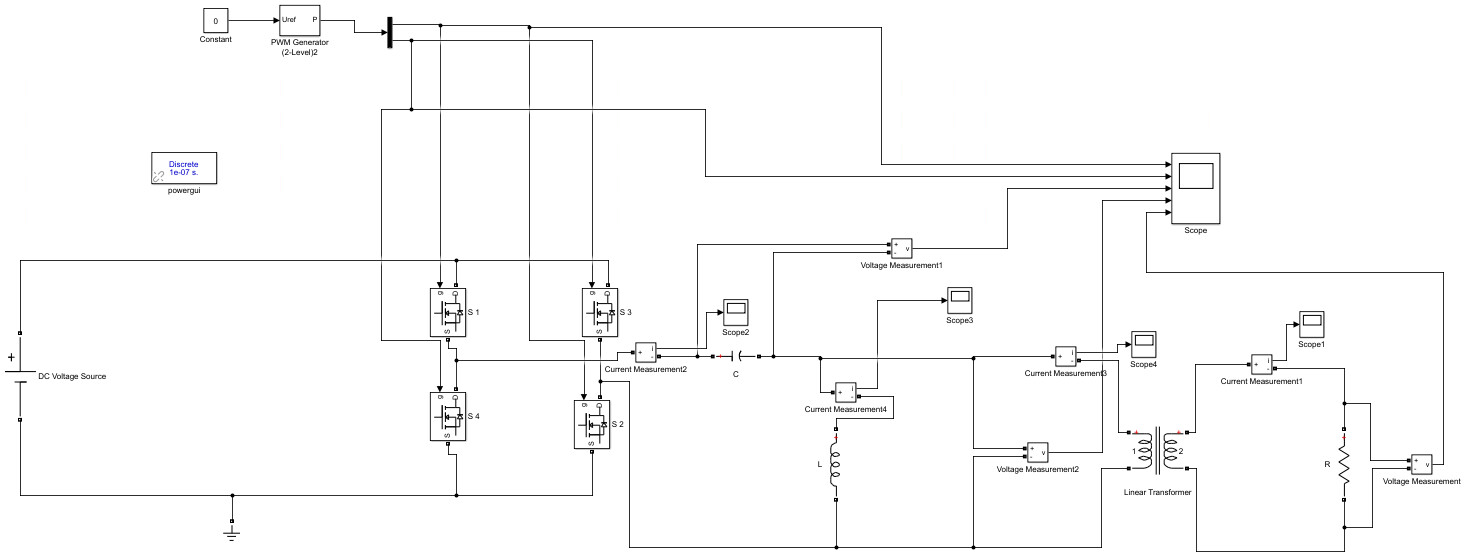 0
Constant
Uref P
PWM Generator
(2-Level)2
Discrete
1e-07 s.
powergui
Scope
+ v
-
Voltage Measurement1
g D
S
S 1
g D
S
S 3
Scope2
Scope3
+ i
-
Current Measurement2
+
C
+
DC Voltage Source
+ i
-
Current Measurement3
Scope4
Scope1
+ i
-
Current Measurement1
+ i
-
Current Measurement4
g D
S
S 4
g D
S
S 2
+
L
+ v
-
Voltage Measurement2
+ +
1 2
Linear Transformer
+
R
+ v
-
Voltage Measurement